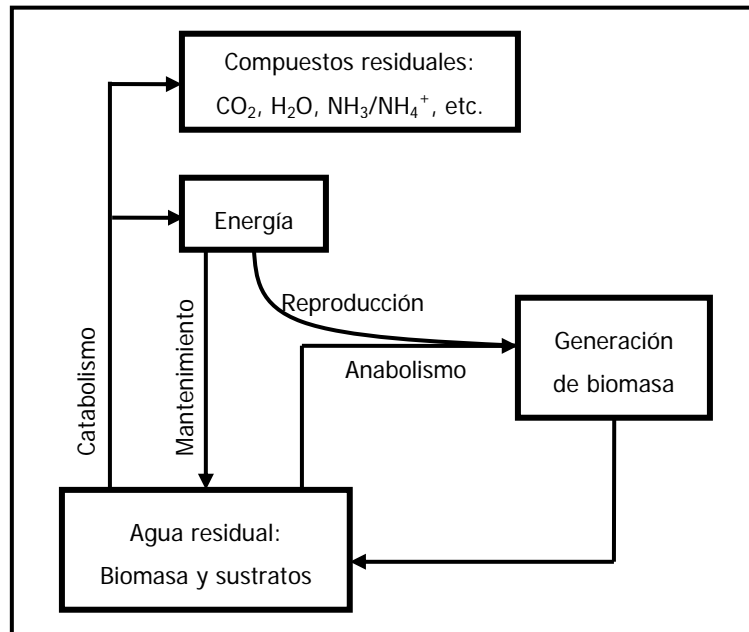 Compuestos residuales:
CO₂, H₂O, NH₃/NH₄⁺, etc.
Energía
Reproducción
Generación
de biomasa
Anabolismo
Catabolismo
Mantenimiento
Agua residual:
Biomasa y sustratos